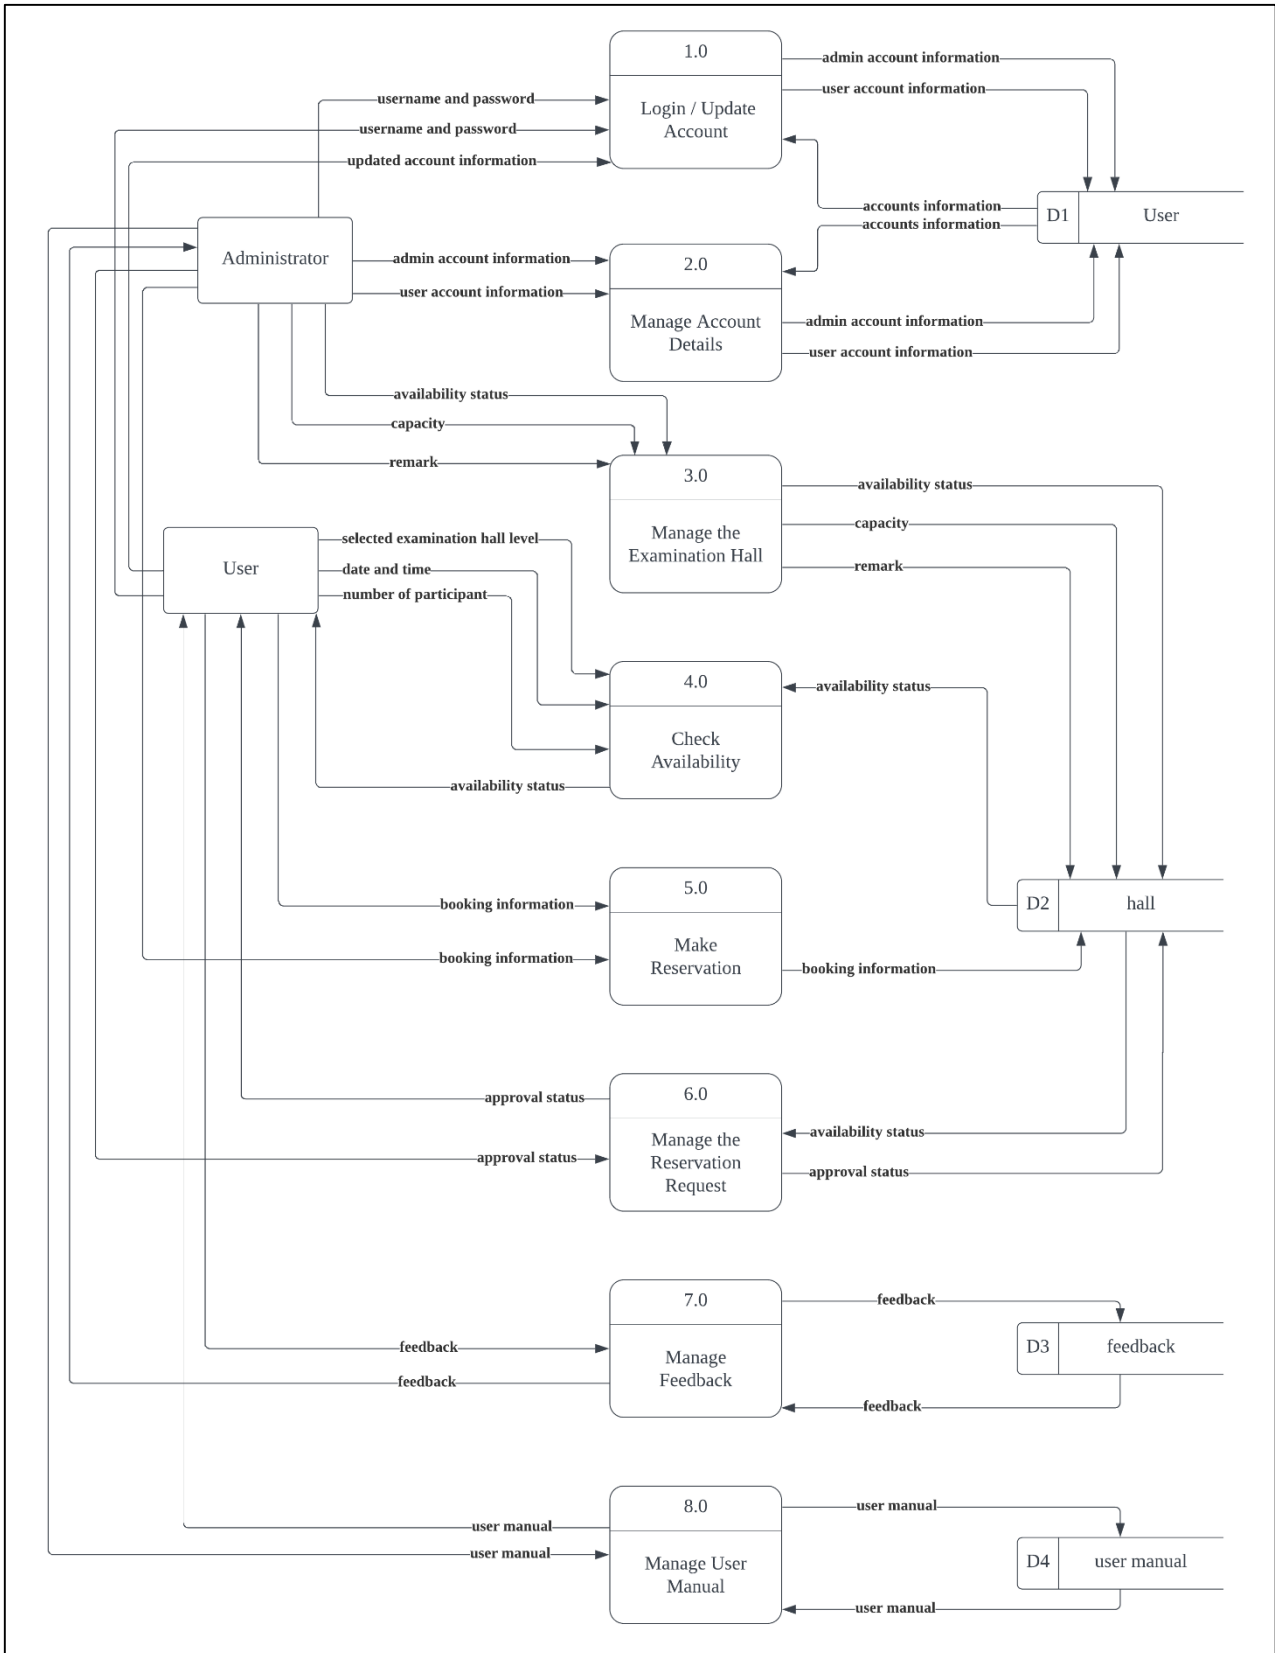 1.0
Login / Update
Account
admin account information
user account information
username and password
username and password
updated account information
accounts information
accounts information
D1
User
Administrator
admin account information
user account information
2.0
Manage Account
Details
admin account information
user account information
availability status
capacity
remark
3.0
Manage the
Examination Hall
availability status
capacity
remark
User
selected examination hall level
date and time
number of participant
4.0
Check
Availability
availability status
availability status
5.0
Make
Reservation
booking information
booking information
booking information
D2
hall
6.0
Manage the
Reservation
Request
approval status
approval status
availability status
approval status
7.0
Manage
Feedback
feedback
feedback
feedback
D3
feedback
feedback
8.0
Manage User
Manual
user manual
user manual
user manual
D4
user manual
user manual